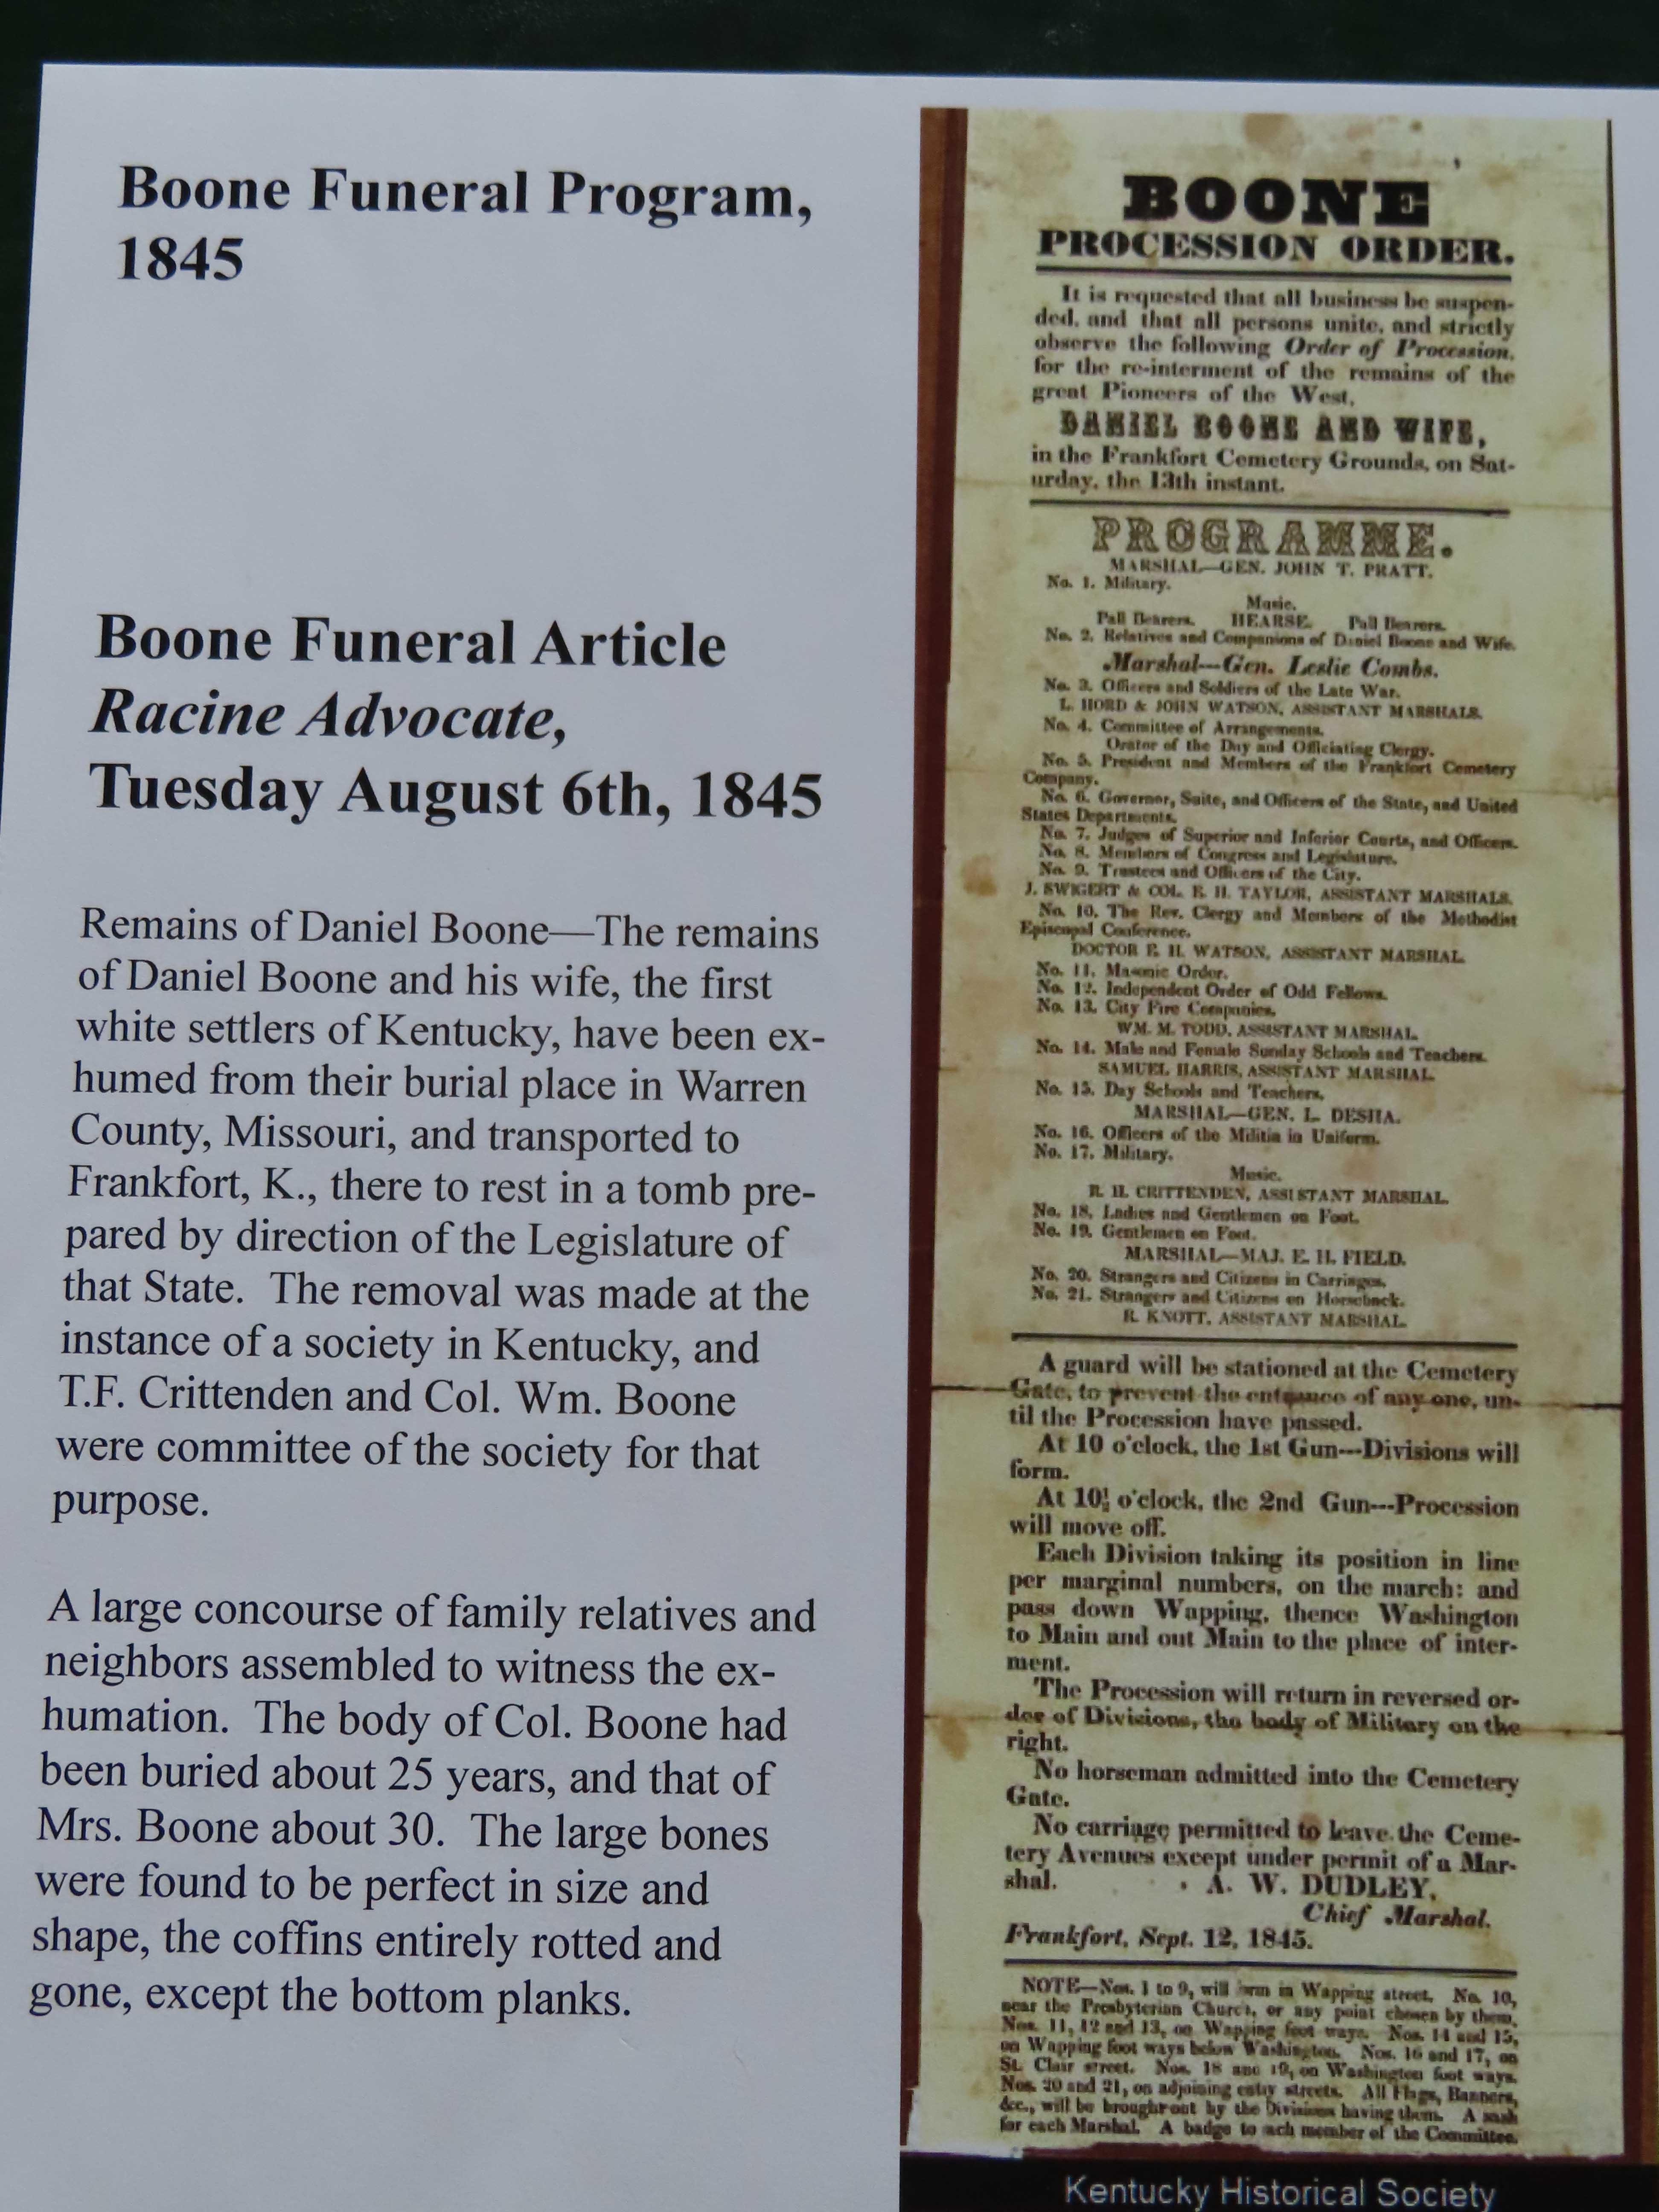 Boone Funeral Program,
1845
Boone Funeral Article
Racine Advocate,
Tuesday August 6th, 1845
Remains of Daniel Boone—The remains
of Daniel Boone and his wife, the first
white settlers of Kentucky, have been ex-
humed from their burial place in Warren
County, Missouri, and transported to
Frankfort, K., there to rest in a tomb pre-
pared by direction of the Legislature of
that State. The removal was made at the
instance of a society in Kentucky, and
T.F. Crittenden and Col. Wm. Boone
were committee of the society for that
purpose.
A large concourse of family relatives and
neighbors assembled to witness the ex-
humation. The body of Col. Boone had
been buried about 25 years, and that of
Mrs. Boone about 30. The large bones
were found to be perfect in size and
shape, the coffins entirely rotted and
gone, except the bottom planks.
BOONE
PROCESSION ORDER.
It is requested that all business be suspen-
ded, and that all persons unite, and strictly
observe the following Order of Procession,
for the re-interment of the remains of the
great Pioneers of the West,
DANIEL BOONE AND WIFE,
in the Frankfort Cemetery Grounds, on Sat-
urday, the 13th instant.
PROGRAMME.
MARSHAL—GEN. JOHN T. PRATT.
No. 1. Military.
Music.
Pall Bearers. HEARSE. Pall Bearers.
No. 2. Relatives and Companions of Daniel Boone and Wife.
Marshal---Gen. Leslie Combs.
No. 3. Officers and Soldiers of the Late War.
L. HORD & JOHN WATSON, ASSISTANT MARSHALS.
No. 4. Committee of Arrangements.
Orator of the Day and Officiating Clergy.
No. 5. President and Members of the Frankfort Cemetery
Company.
No. 6. Governor, Suite, and Officers of the State, and United
States Departments.
No. 7. Judges of Superior and Inferior Courts, and Officers.
No. 8. Members of Congress and Legislature.
No. 9. Trustees and Officers of the City.
J. SWIGERT & COL. E. H. TAYLOR, ASSISTANT MARSHALS.
No. 10. The Rev. Clergy and Members of the Methodist
Episcopal Conference.
DOCTOR E. H. WATSON, ASSISTANT MARSHAL.
No. 11. Masonic Order.
No. 12. Independent Order of Odd Fellows.
No. 13. City Fire Companies.
WM. M. TODD, ASSISTANT MARSHAL.
No. 14. Male and Female Sunday Schools and Teachers.
SAMUEL HARRIS, ASSISTANT MARSHAL.
No. 15. Day Schools and Teachers.
MARSHAL—GEN. L. DESHA.
No. 16. Officers of the Militia in Uniform.
No. 17. Military.
Music.
R. H. CRITTENDEN, ASSISTANT MARSHAL.
No. 18. Ladies and Gentlemen on Foot.
No. 19. Gentlemen on Foot.
MARSHAL—MAJ. E. H. FIELD.
No. 20. Strangers and Citizens in Carriages.
No. 21. Strangers and Citizens on Horseback.
R. KNOTT, ASSISTANT MARSHAL.
A guard will be stationed at the Cemetery
Gate, to prevent the entrance of any one, un-
til the Procession have passed.
At 10 o'clock, the 1st Gun---Divisions will
form.
At 10½ o'clock, the 2nd Gun---Procession
will move off.
Each Division taking its position in line
per marginal numbers, on the march: and
pass down Wapping, thence Washington
to Main and out Main to the place of inter-
ment.
The Procession will return in reversed or-
der of Divisions, the body of Military on the
right.
No horseman admitted into the Cemetery
Gate.
No carriage permitted to leave the Ceme-
tery Avenues except under permit of a Mar-
shal. A. W. DUDLEY,
Chief Marshal.
Frankfort, Sept. 12, 1845.
NOTE—Nos. 1 to 9, will form in Wapping street. No. 10,
near the Presbyterian Church, or any point chosen by them.
Nos. 11, 12 and 13, on Wapping foot ways. Nos. 14 and 15,
on Wapping foot ways below Washington. Nos. 16 and 17, on
St. Clair street. Nos. 18 and 19, on Washington foot ways.
Nos. 20 and 21, on adjoining entry streets. All Flags, Banners,
&c., will be brought out by the Divisions having them. A sash
for each Marshal. A badge to each member of the Committee.
Kentucky Historical Society